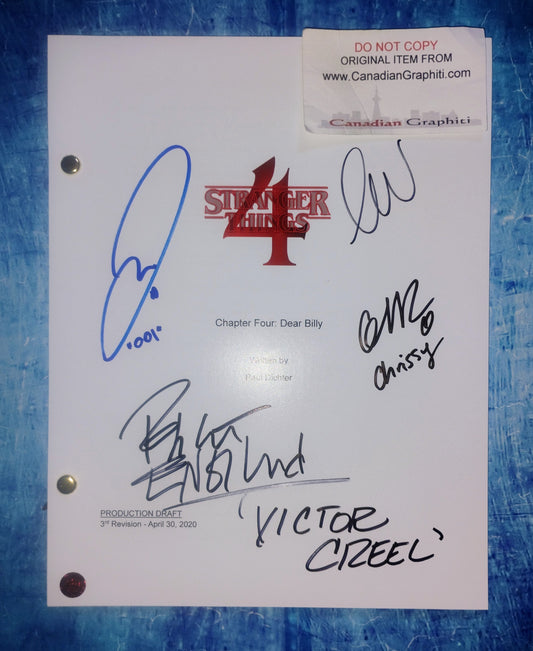 DO NOT COPY
ORIGINAL ITEM FROM
www.CanadianGraphiti.com
Canadian Graphiti
STRANGER
THINGS
4
Chapter Four: Dear Billy
Written by
Paul Dichter
"001"
Chrissy
ENGLUND
PRODUCTION DRAFT
3rd Revision - April 30, 2020
'VICTOR
CREEL'